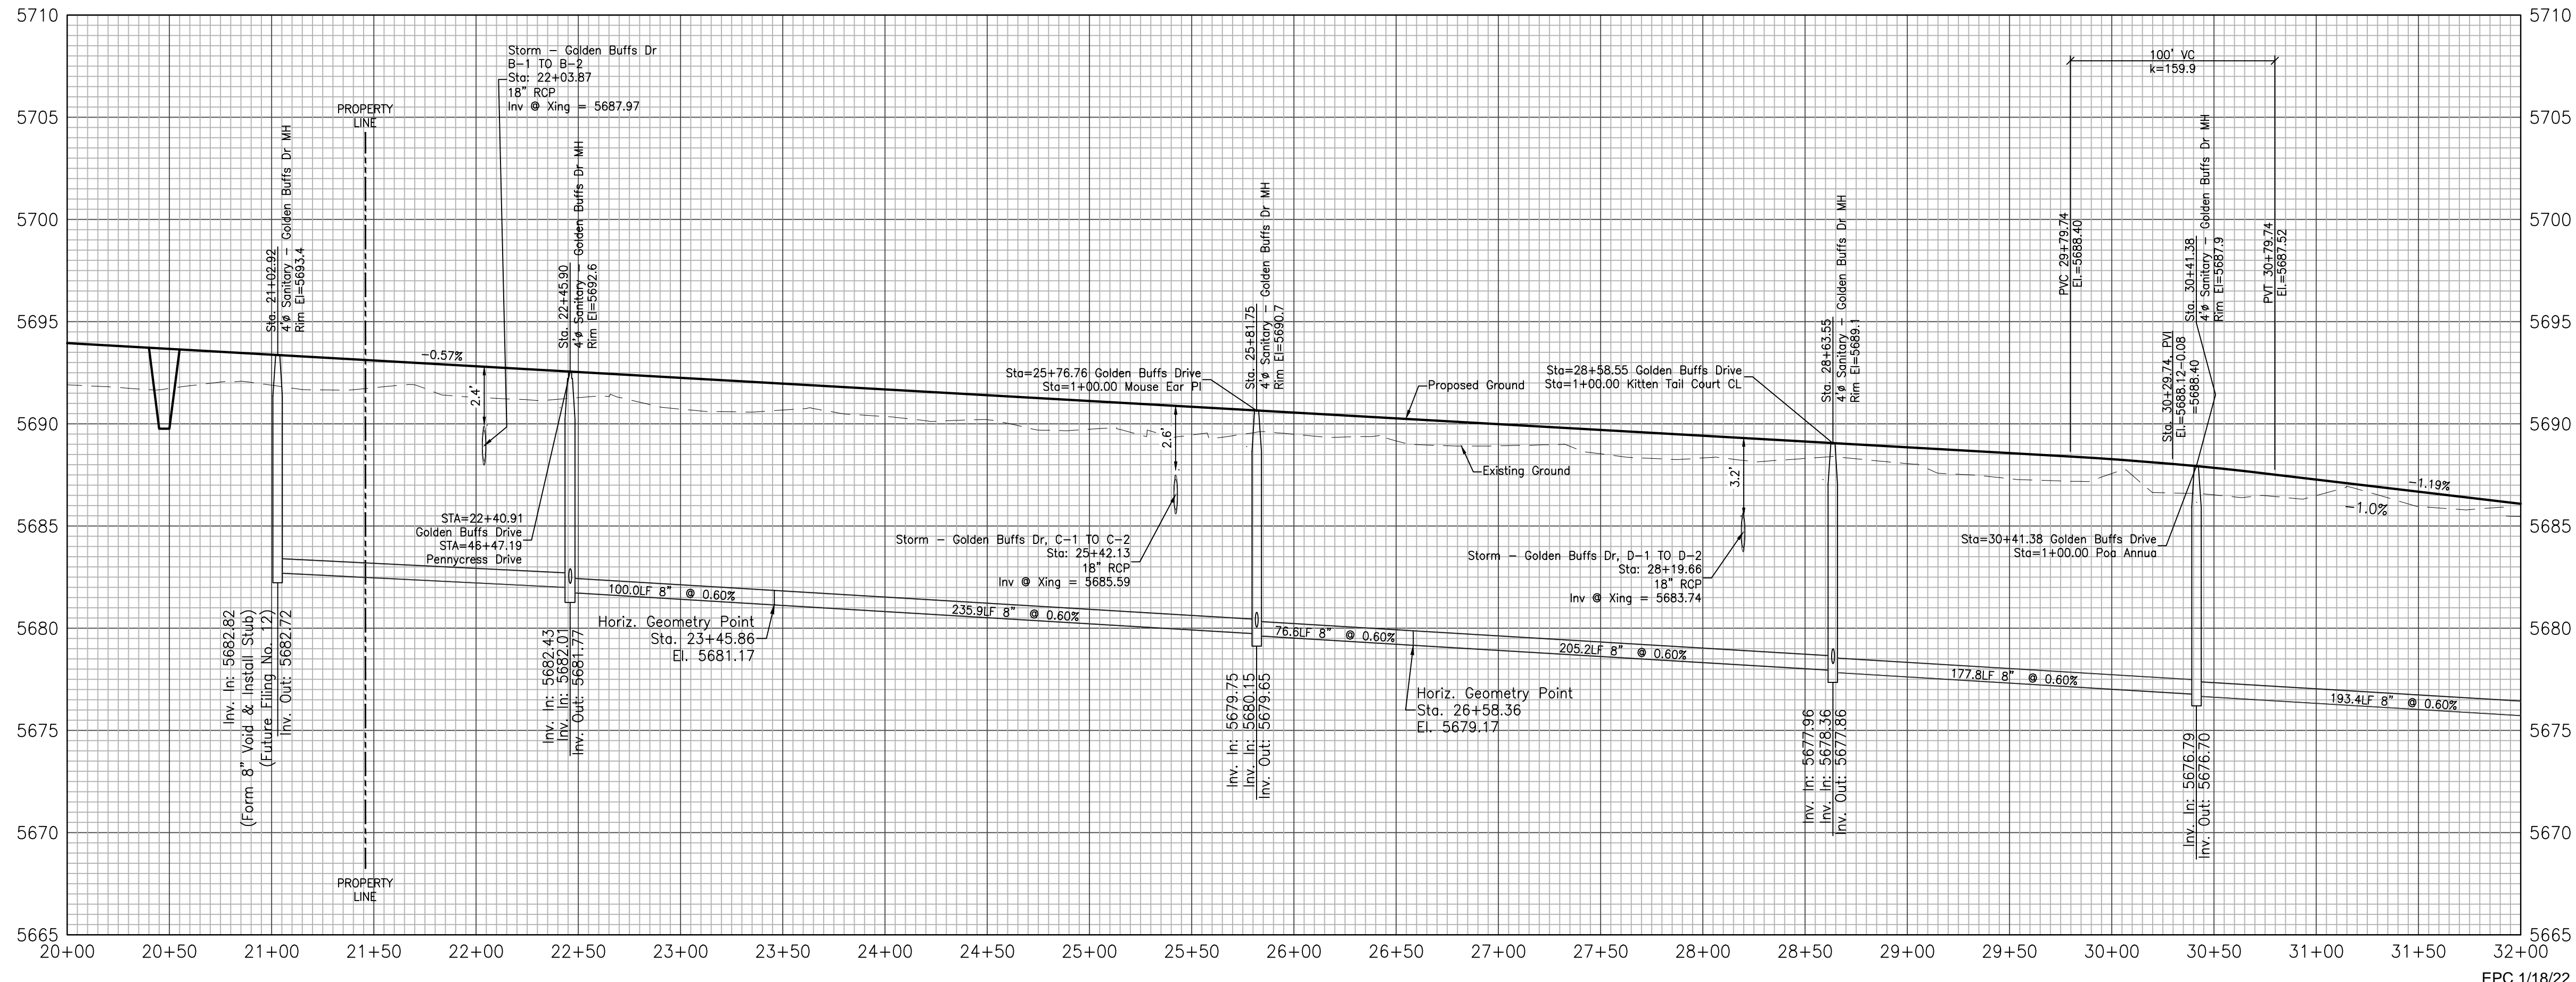 5710
5705
5700
5695
5690
5685
5680
5675
5670
5665
5710
5705
5700
5695
5690
5685
5680
5675
5670
5665
Storm - Golden Buffs Dr
B-1 TO B-2
Sta: 22+03.87
18" RCP
Inv @ Xing = 5687.97
PROPERTY
LINE
Sta. 21+02.92
4'ø Sanitary - Golden Buffs Dr MH
Rim El=5693.4
Sta. 22+45.90
4'ø Sanitary - Golden Buffs Dr MH
Rim El=5692.6
-0.57%
2.4'
STA=22+40.91
Golden Buffs Drive
STA=46+47.19
Pennycress Drive
Inv. In: 5682.82
(Form 8" Void & Install Stub)
(Future Filing No. 12)
Inv. Out: 5682.72
PROPERTY
LINE
Inv. In: 5682.43
Inv. In: 5682.01
Inv. Out: 5681.77
100.0LF 8" @ 0.60%
Horiz. Geometry Point
Sta. 23+45.86
El. 5681.17
235.9LF 8" @ 0.60%
Sta=25+76.76 Golden Buffs Drive
Sta=1+00.00 Mouse Ear Pl
Sta. 25+81.75
4'ø Sanitary - Golden Buffs Dr MH
Rim El=5690.7
2.6'
Storm - Golden Buffs Dr, C-1 TO C-2
Sta: 25+42.13
18" RCP
Inv @ Xing = 5685.59
Inv. In: 5679.75
Inv. In: 5680.15
Inv. Out: 5679.65
76.6LF 8" @ 0.60%
Horiz. Geometry Point
Sta. 26+58.36
El. 5679.17
Proposed Ground
Existing Ground
Sta=28+58.55 Golden Buffs Drive
Sta=1+00.00 Kitten Tail Court CL
Sta. 28+63.55
4'ø Sanitary - Golden Buffs Dr MH
Rim El=5689.1
3.2'
Storm - Golden Buffs Dr, D-1 TO D-2
Sta: 28+19.66
18" RCP
Inv @ Xing = 5683.74
205.2LF 8" @ 0.60%
Inv. In: 5677.96
Inv. In: 5678.36
Inv. Out: 5677.86
177.8LF 8" @ 0.60%
100' VC
k=159.9
PVC 29+79.74
El.=5688.40
Sta. 30+29.74, PVI
El.=5688.12-0.08
=5688.40
Sta. 30+41.38
4'ø Sanitary - Golden Buffs Dr MH
Rim El=5687.9
PVT 30+79.74
El.=5687.52
-1.19%
-1.0%
Sta=30+41.38 Golden Buffs Drive
Sta=1+00.00 Poa Annua
Inv. In: 5676.79
Inv. Out: 5676.70
193.4LF 8" @ 0.60%
20+00 20+50 21+00 21+50 22+00 22+50 23+00 23+50 24+00 24+50 25+00 25+50 26+00 26+50 27+00 27+50 28+00 28+50 29+00 29+50 30+00 30+50 31+00 31+50 32+00
EPC 1/18/22